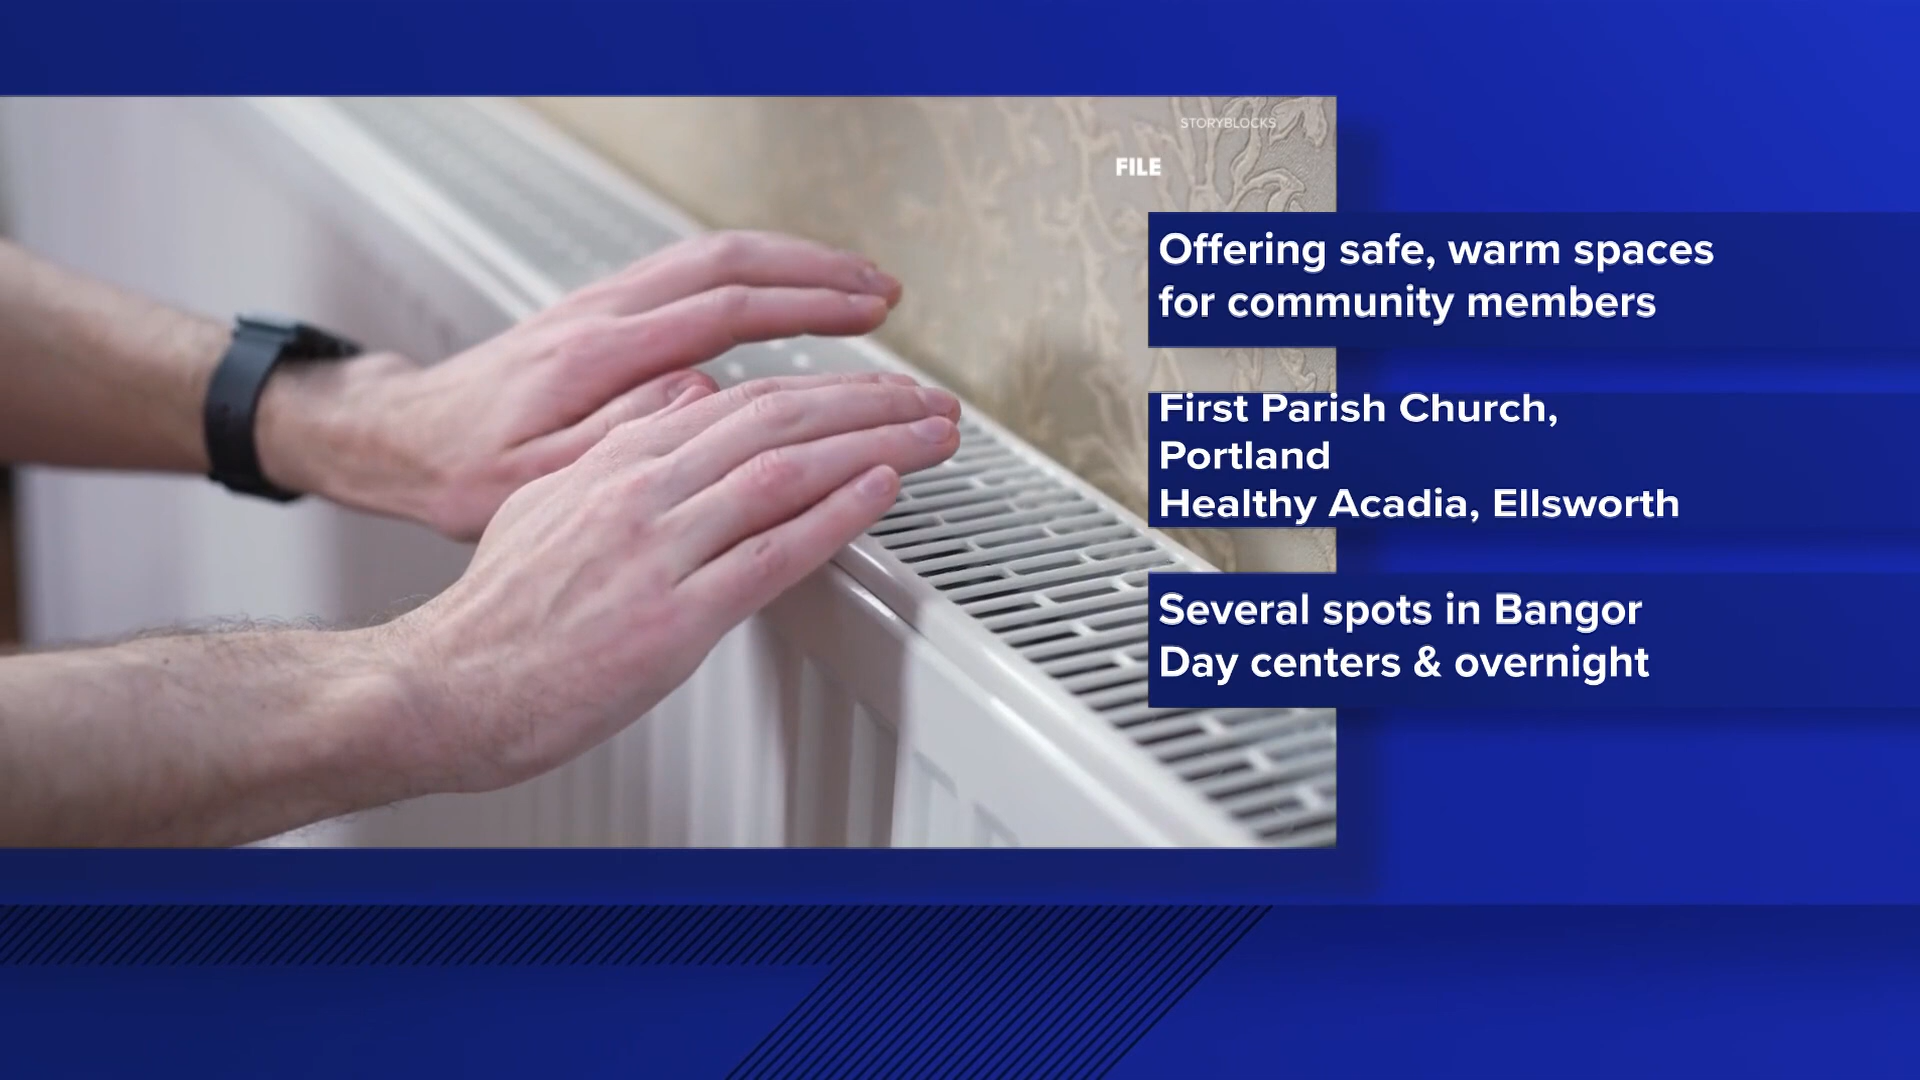 STORYBLOCKS
FILE
Offering safe, warm spaces
for community members
First Parish Church,
Portland
Healthy Acadia, Ellsworth
Several spots in Bangor
Day centers & overnight